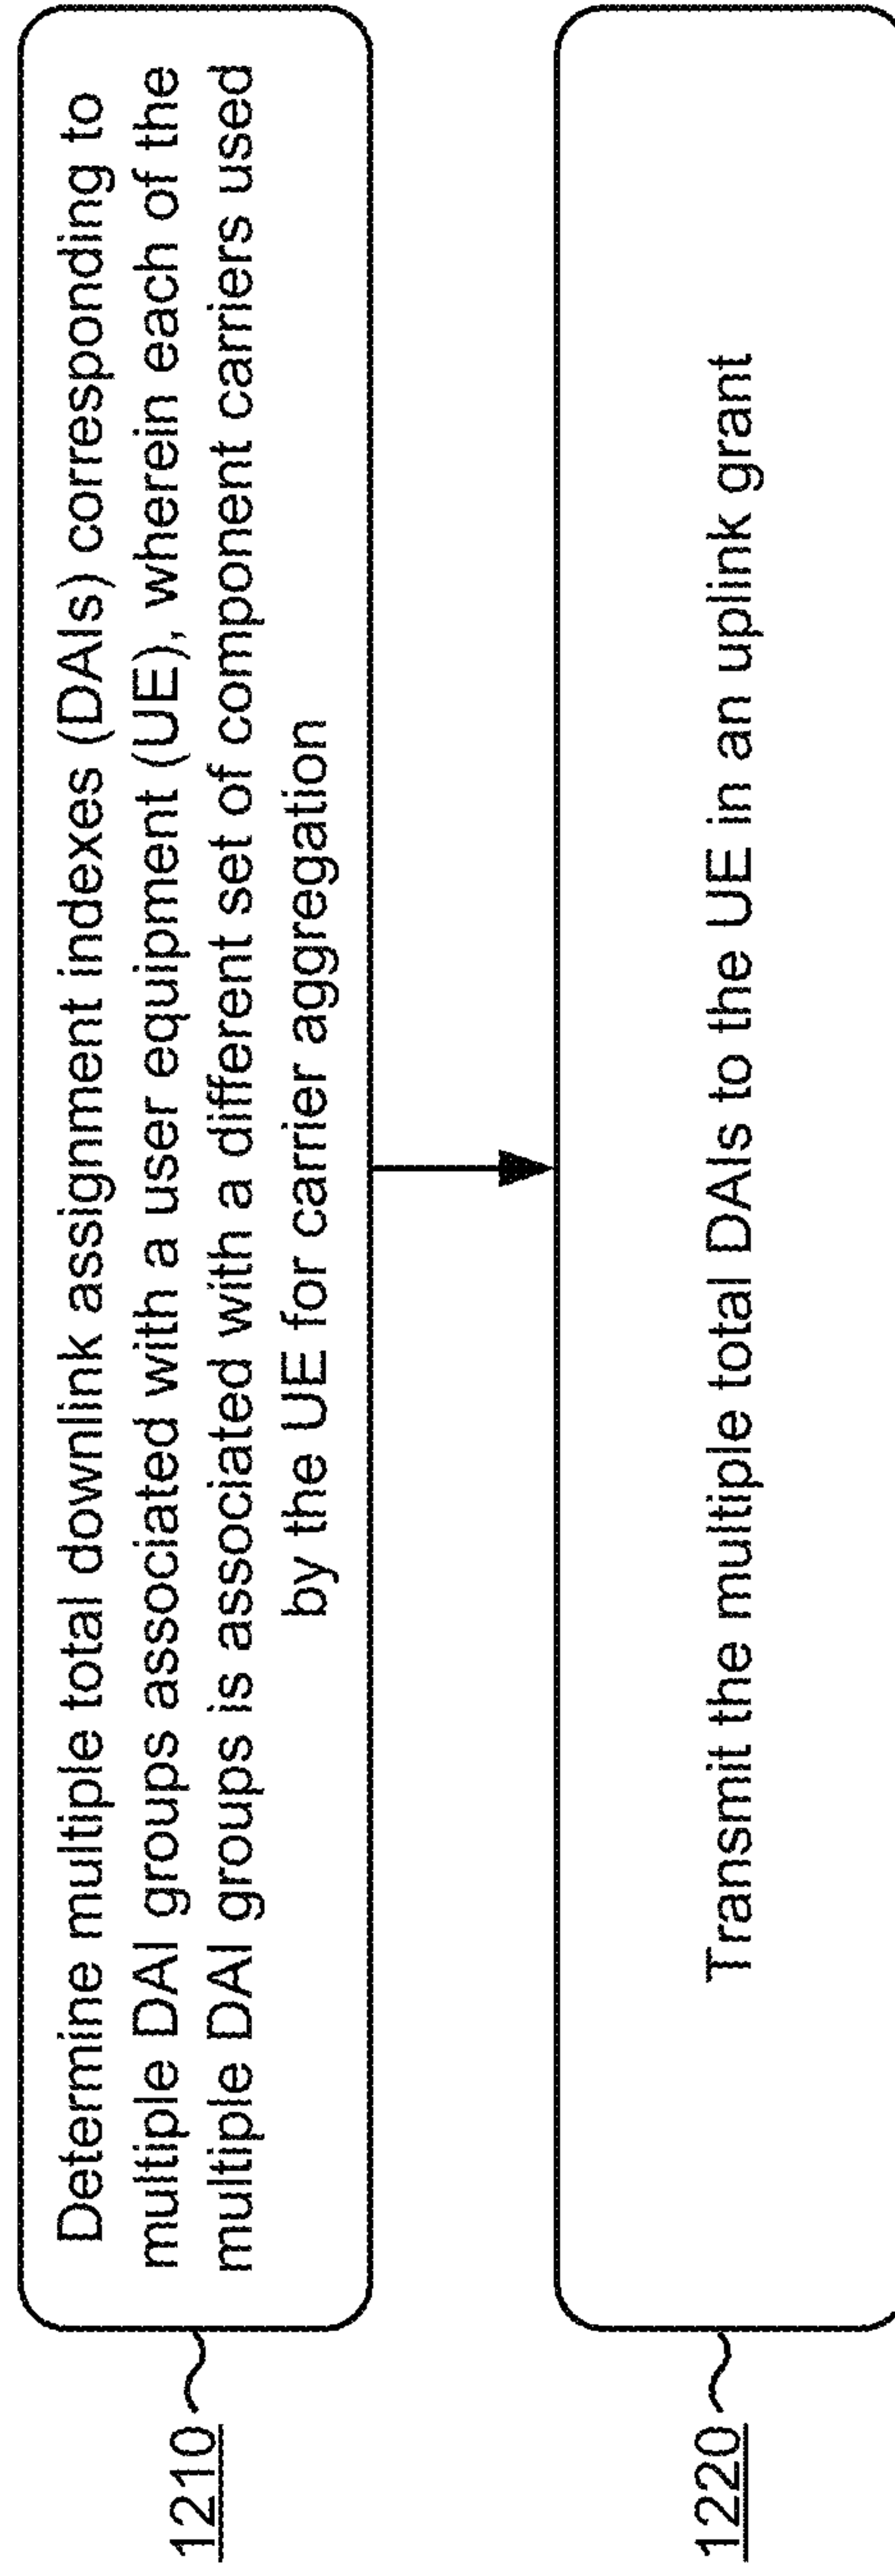 Determine multiple total downlink assignment indexes (DAIs) corresponding to
multiple DAI groups associated with a user equipment (UE), wherein each of the
multiple DAI groups is associated with a different set of component carriers used
by the UE for carrier aggregation
1210
Transmit the multiple total DAIs to the UE in an uplink grant
1220